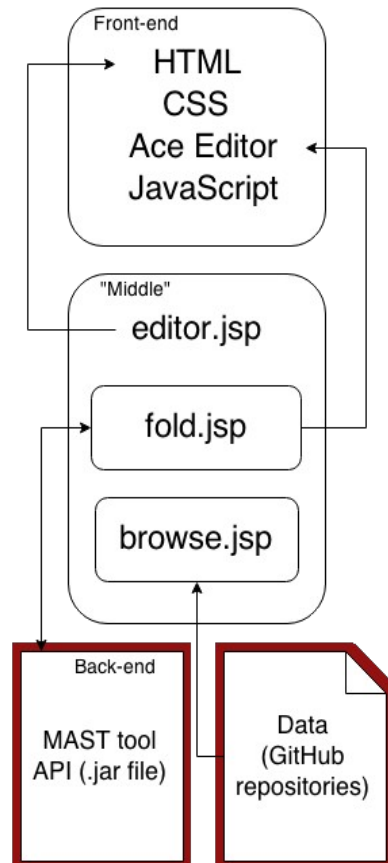 Front-end
HTML
CSS
Ace Editor
JavaScript
"Middle"
editor.jsp
fold.jsp
browse.jsp
Back-end
MAST tool
API (.jar file)
Data
(GitHub
repositories)